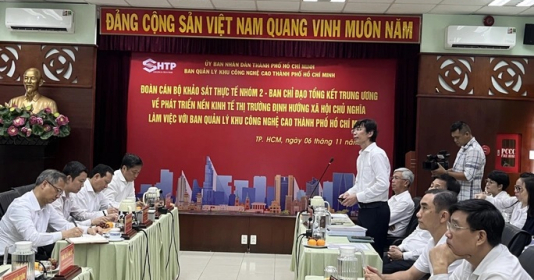 ĐẢNG CỘNG SẢN VIỆT NAM QUANG VINH MUÔN NĂM
SHTP
ỦY BAN NHÂN DÂN THÀNH PHỐ HỒ CHÍ MINH
BAN QUẢN LÝ KHU CÔNG NGHỆ CAO THÀNH PHỐ HỒ CHÍ MINH
ĐOÀN CÁN BỘ KHẢO SÁT THỰC TẾ NHÓM 2 - BAN CHỈ ĐẠO TỔNG KẾT TRUNG ƯƠNG
VỀ PHÁT TRIỂN NỀN KINH TẾ THỊ TRƯỜNG ĐỊNH HƯỚNG XÃ HỘI CHỦ NGHĨA
LÀM VIỆC VỚI BAN QUẢN LÝ KHU CÔNG NGHỆ CAO THÀNH PHỐ HỒ CHÍ
TP. HCM, ngày 06 tháng 11
PCCC